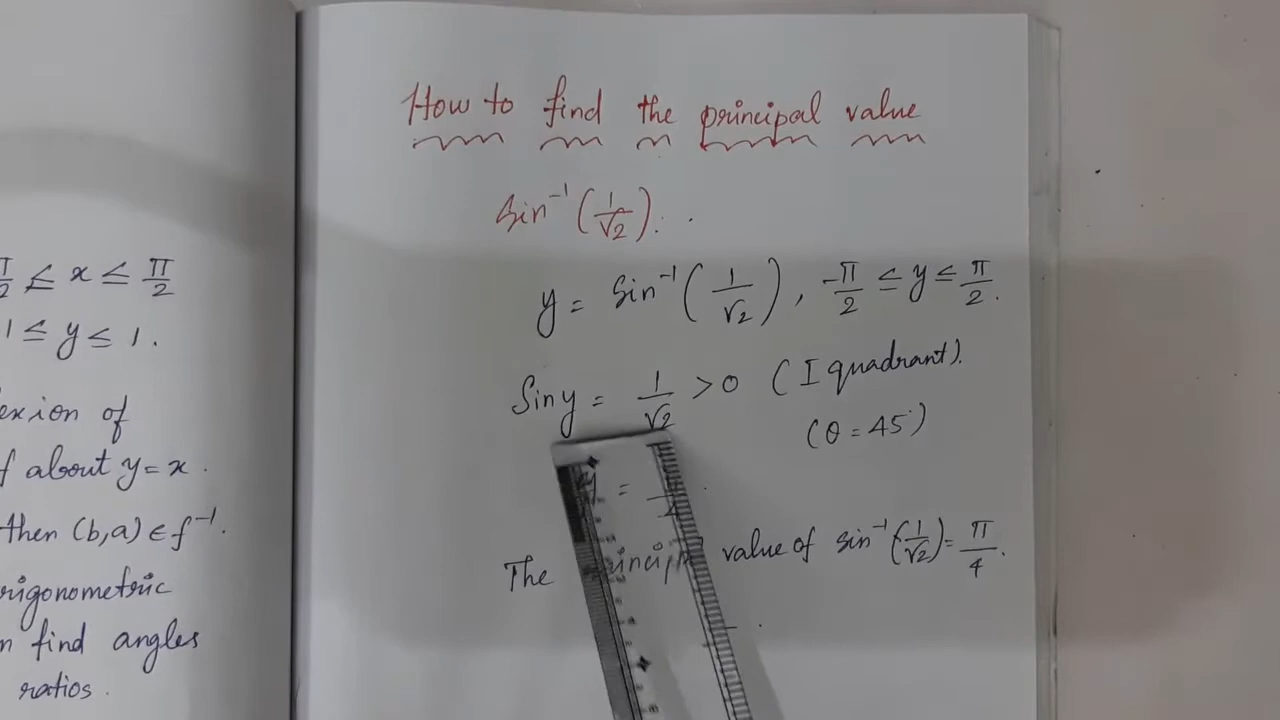 π/2 ≤ x ≤ π/2
1 ≤ y ≤ 1.
exion of
f about y = x.
then (b,a) ∈ f⁻¹.
rigonometric
n find angles
ratios.
How to find the principal value
Sin⁻¹(1/√2).
y = Sin⁻¹(1/√2), -π/2 ≤ y ≤ π/2.
Sin y = 1/√2 > 0 (I quadrant).
(θ = 45°)
y =
The principal value of sin⁻¹(1/√2) = π/4.